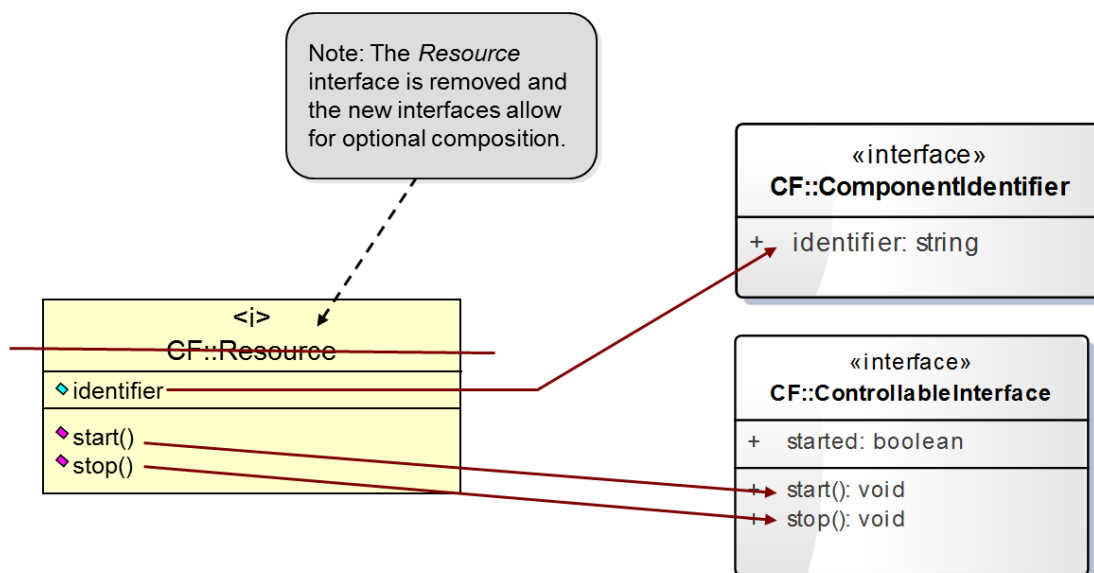 Note: The Resource
interface is removed and
the new interfaces allow
for optional composition.
«interface»
CF::ComponentIdentifier
+ identifier: string
<i>
CF::Resource
identifier
start()
stop()
«interface»
CF::ControllableInterface
+ started: boolean
+ start(): void
+ stop(): void